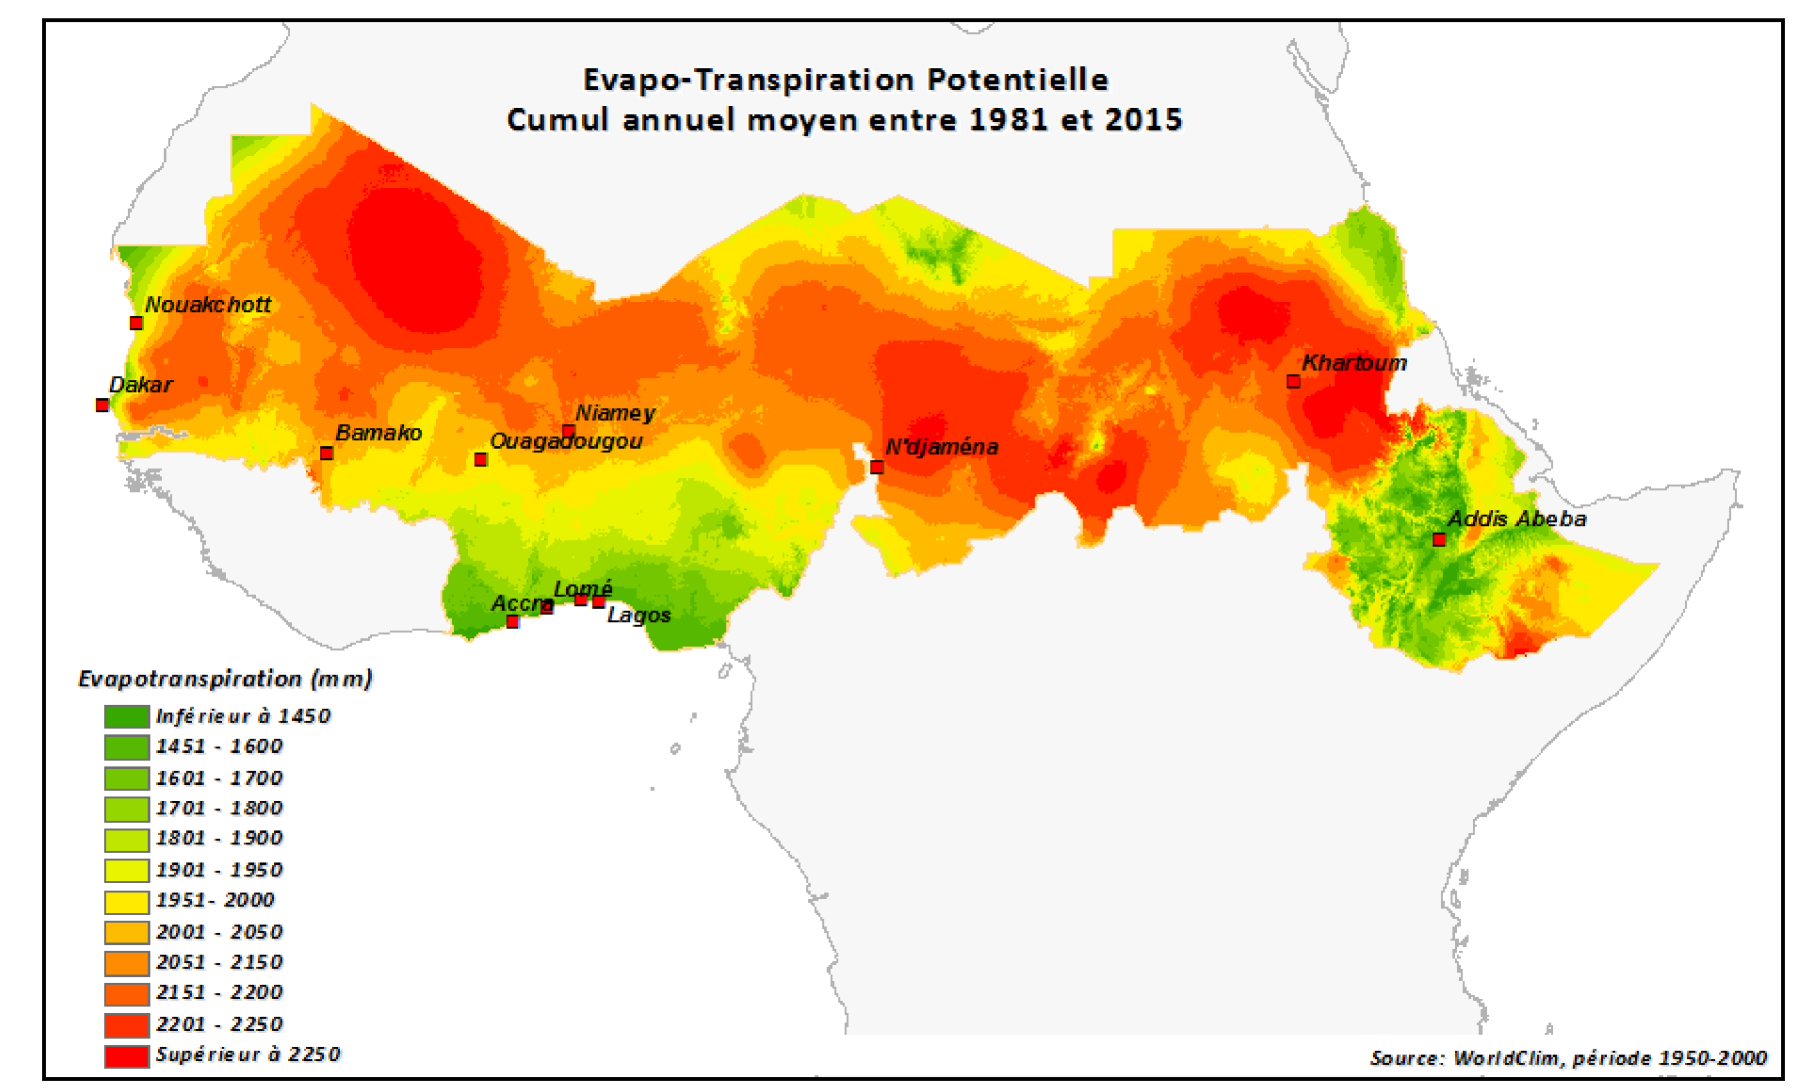 Evapo-Transpiration Potentielle
Cumul annuel moyen entre 1981 et 2015
Nouakchott
Khartoum
Dakar
Niamey
Bamako
Ouagadougou
N'djaména
Addis Abeba
Lomé
Accra
Lagos
Evapotranspiration (mm)
Inférieur à 1450
1451 - 1600
1601 - 1700
1701 - 1800
1801 - 1900
1901 - 1950
1951- 2000
2001 - 2050
2051 - 2150
2151 - 2200
2201 - 2250
Supérieur à 2250
Source: WorldClim, période 1950-2000